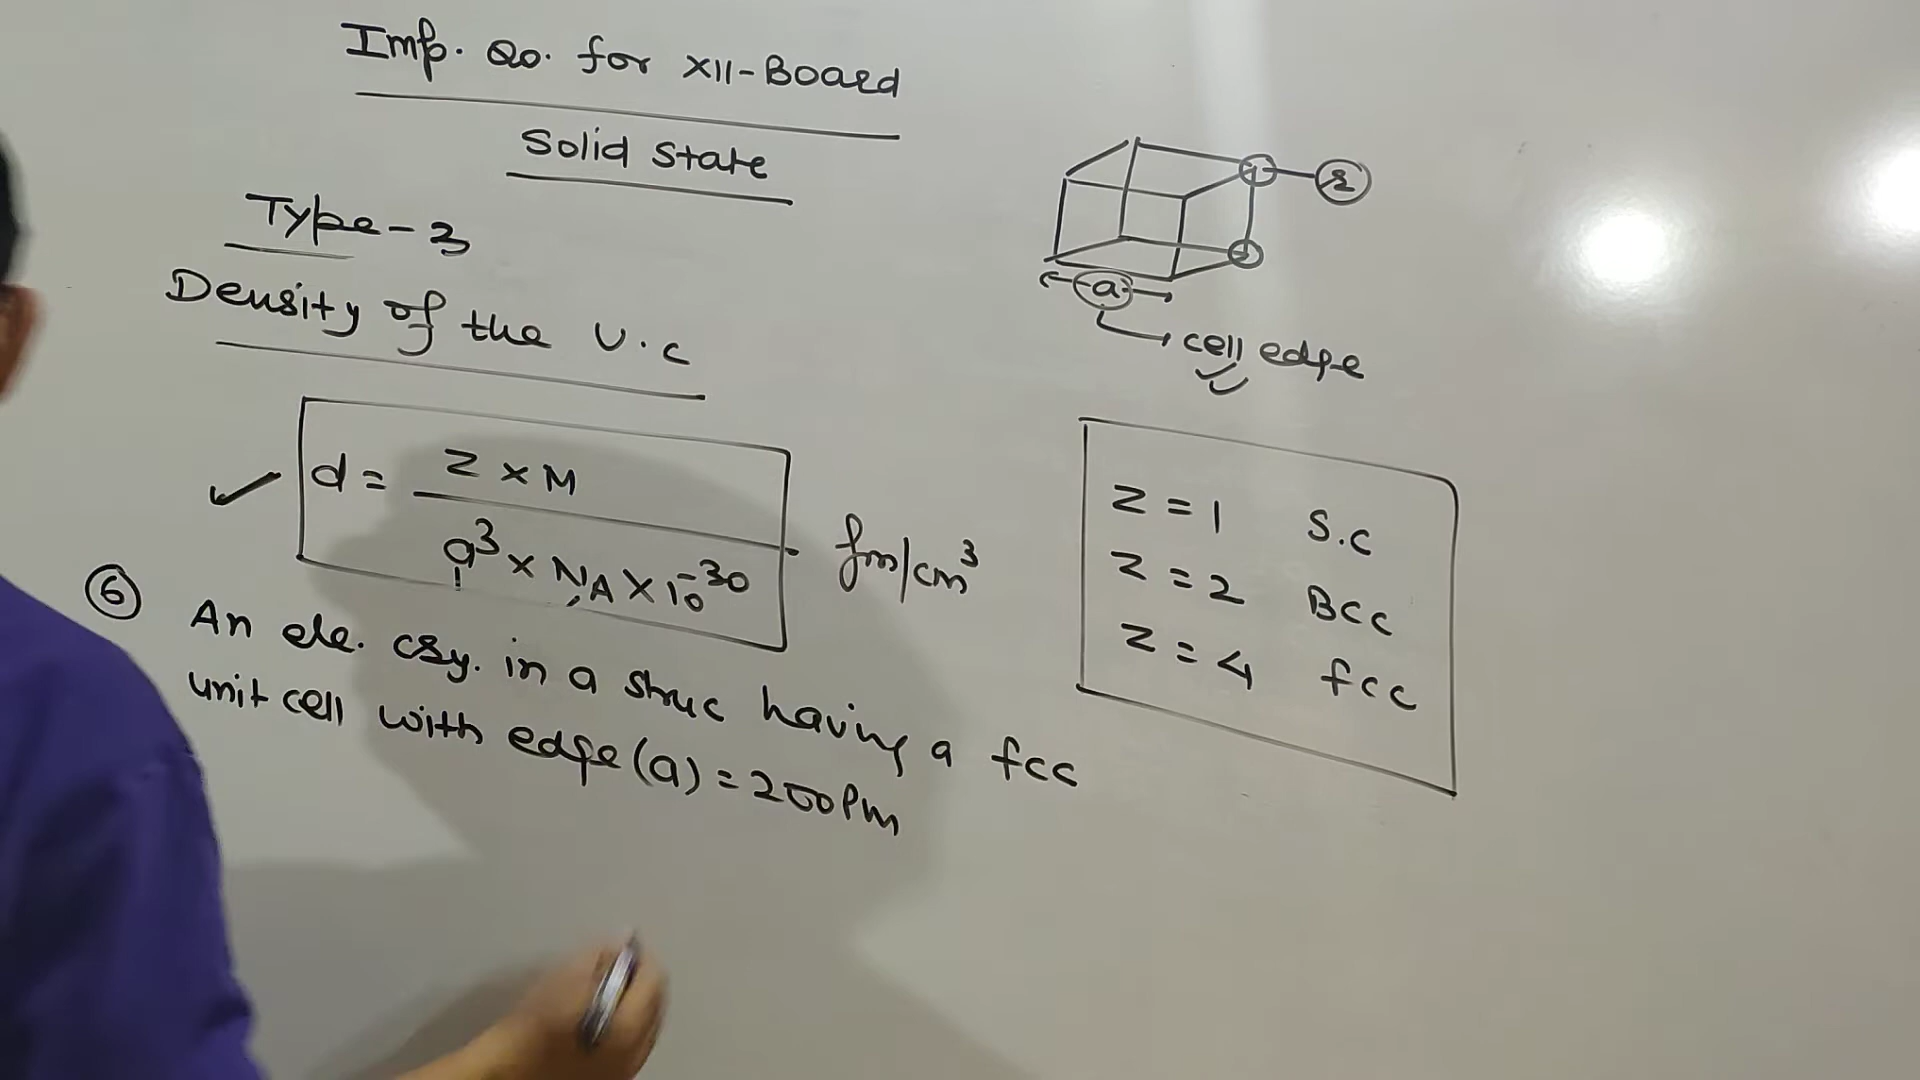 Imp. Qo. for XII-Board
Solid State
Type-3
Density of the U.C
d = Z × M
a³ × NA × 10⁻³⁰
gm/cm³
r
a
cell edge
Z = 1 S.C
Z = 2 BCC
Z = 4 fcc
⑥ An ele. cry. in a struc having a fcc
unit cell with edge (a) = 200 Pm